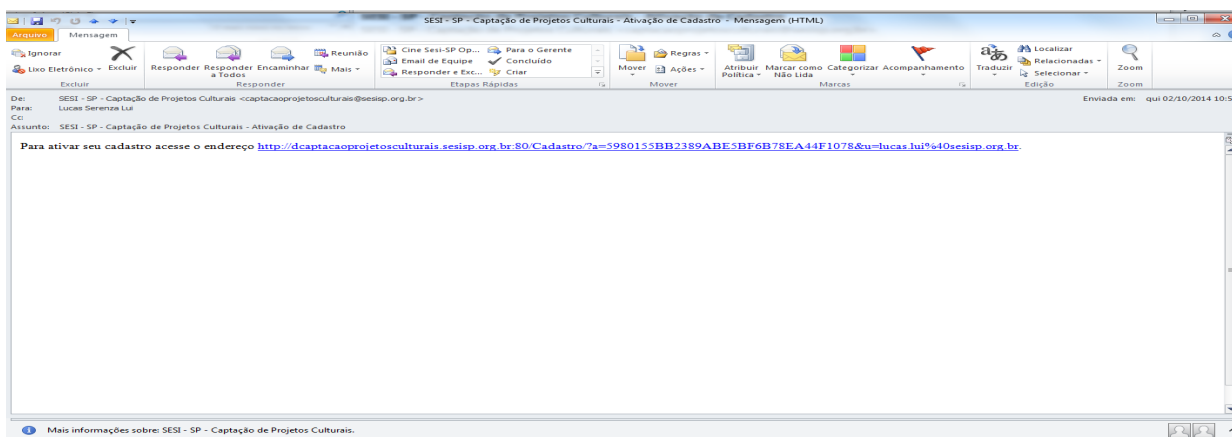 SESI - SP - Captação de Projetos Culturais - Ativação de Cadastro - Mensagem (HTML)
Arquivo Mensagem
Ignorar
Lixo Eletrônico
Excluir
Responder
Responder a Todos
Encaminhar
Reunião
Mais
Cine Sesi-SP Op...
Email de Equipe
Responder e Exc...
Para o Gerente
Concluído
Criar
Mover
Regras
Ações
Atribuir Política
Marcar como Não Lida
Categorizar
Acompanhamento
Traduzir
Localizar
Relacionadas
Selecionar
Zoom
Excluir Responder Etapas Rápidas Mover Marcas Edição Zoom
De: SESI - SP - Captação de Projetos Culturais <captacaoprojetosculturais@sesisp.org.br> Enviada em: qui 02/10/2014 10:5
Para: Lucas Serenza Lui
Cc:
Assunto: SESI - SP - Captação de Projetos Culturais - Ativação de Cadastro
Para ativar seu cadastro acesse o endereço http://dcaptacaoprojetosculturais.sesisp.org.br:80/Cadastro/?a=5980155BB2389ABE5BF6B78EA44F1078&u=lucas.lui%40sesisp.org.br.
Mais informações sobre: SESI - SP - Captação de Projetos Culturais.